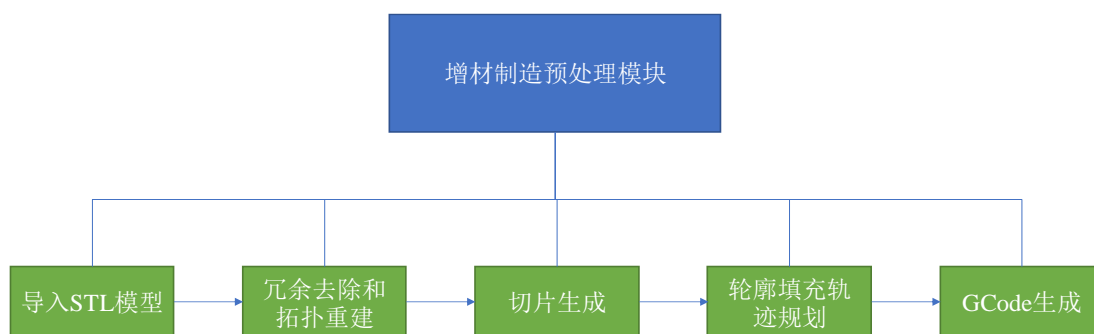 增材制造预处理模块
导入STL模型
冗余去除和
拓扑重建
切片生成
轮廓填充轨
迹规划
GCode生成